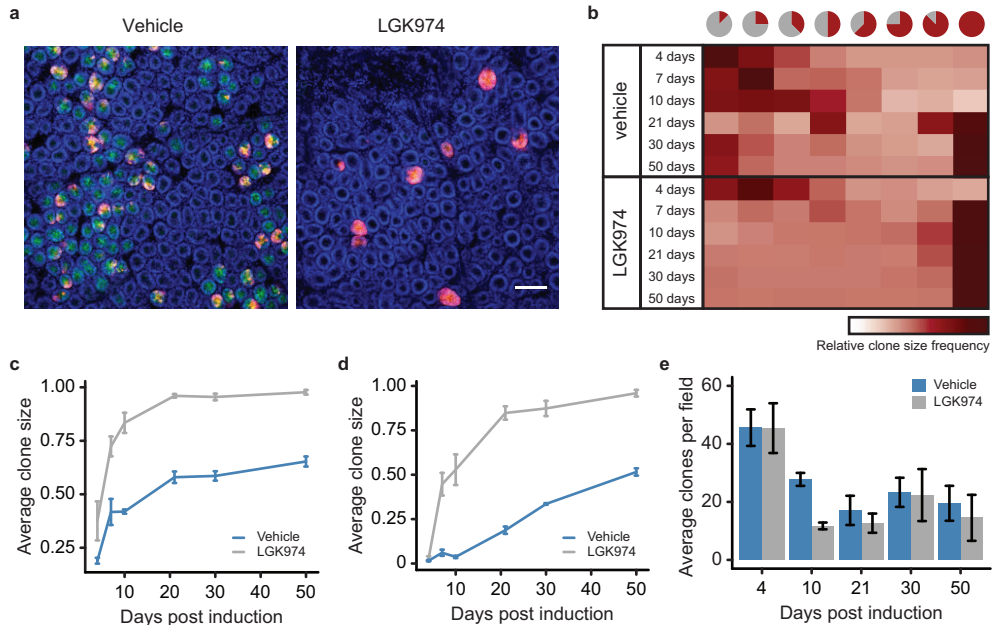 a
Vehicle
LGK974
b
vehicle
4 days
7 days
10 days
21 days
30 days
50 days
LGK974
4 days
7 days
10 days
21 days
30 days
50 days
Relative clone size frequency
c
Average clone size
1.00
0.75
0.50
0.25
Vehicle
LGK974
0 10 20 30 40 50
Days post induction
d
Average clone size
1.00
0.75
0.50
0.25
0
Vehicle
LGK974
0 10 20 30 40 50
Days post induction
e
Average clones per field
60
40
20
0
Vehicle
LGK974
4 10 21 30 50
Days post induction